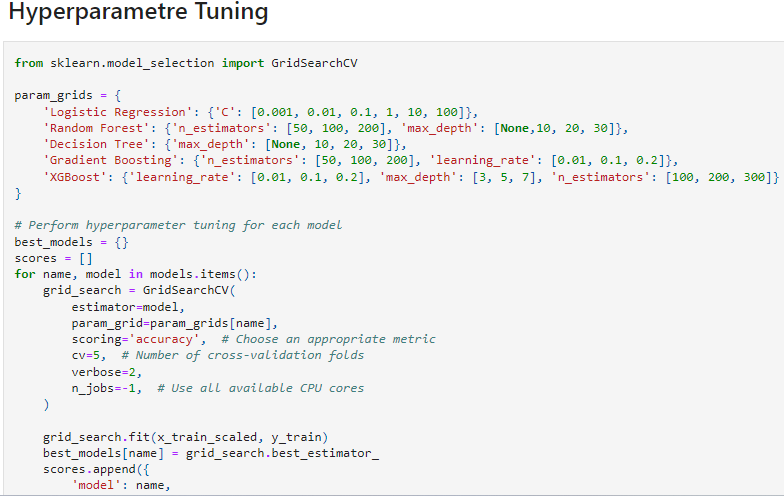 Hyperparametre Tuning
from sklearn.model_selection import GridSearchCV
param_grids = {
    'Logistic Regression': {'C': [0.001, 0.01, 0.1, 1, 10, 100]},
    'Random Forest': {'n_estimators': [50, 100, 200], 'max_depth': [None,10, 20, 30]},
    'Decision Tree': {'max_depth': [None, 10, 20, 30]},
    'Gradient Boosting': {'n_estimators': [50, 100, 200], 'learning_rate': [0.01, 0.1, 0.2]},
    'XGBoost': {'learning_rate': [0.01, 0.1, 0.2], 'max_depth': [3, 5, 7], 'n_estimators': [100, 200, 300]}
}
# Perform hyperparameter tuning for each model
best_models = {}
scores = []
for name, model in models.items():
    grid_search = GridSearchCV(
        estimator=model,
        param_grid=param_grids[name],
        scoring='accuracy',  # Choose an appropriate metric
        cv=5,  # Number of cross-validation folds
        verbose=2,
        n_jobs=-1,  # Use all available CPU cores
    )
    grid_search.fit(x_train_scaled, y_train)
    best_models[name] = grid_search.best_estimator_
    scores.append({
        'model': name,